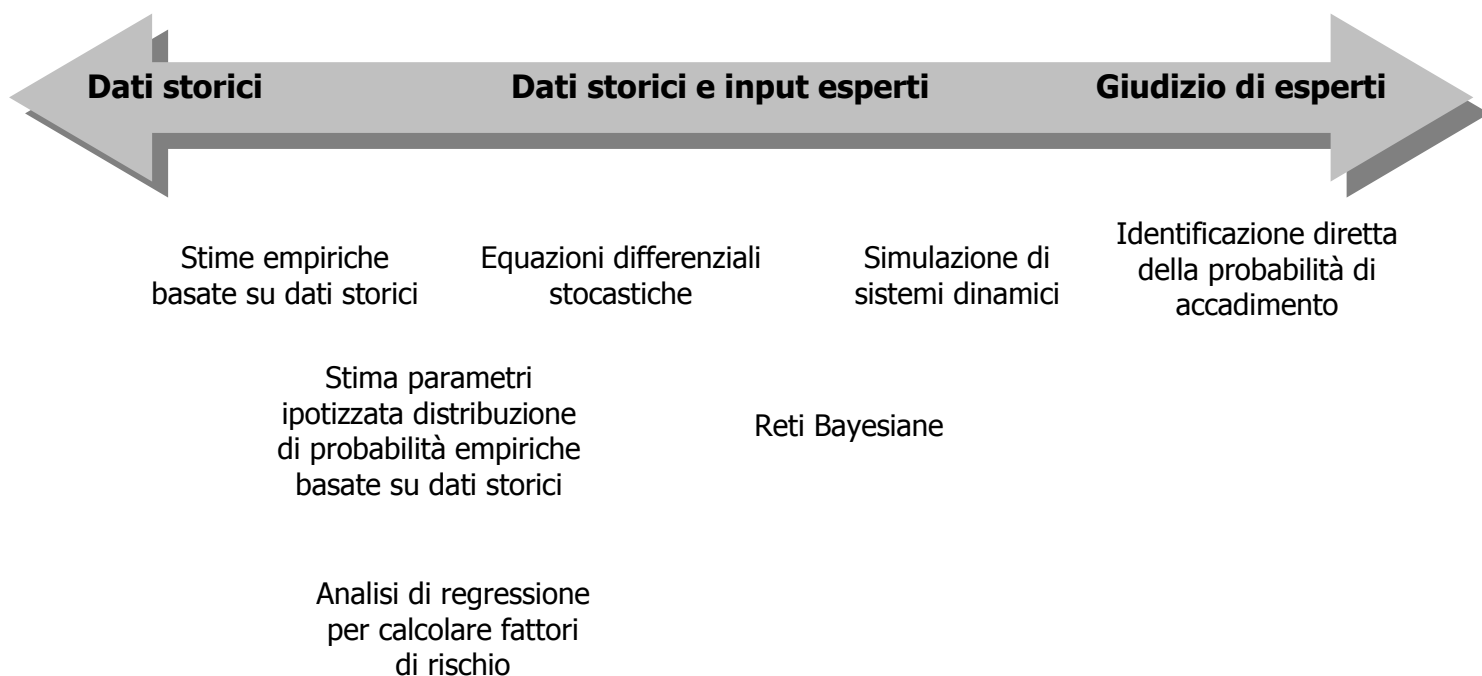 Dati storici
Dati storici e input esperti
Giudizio di esperti
Stime empiriche
basate su dati storici
Equazioni differenziali
stocastiche
Simulazione di
sistemi dinamici
Identificazione diretta
della probabilità di
accadimento
Stima parametri
ipotizzata distribuzione
di probabilità empiriche
basate su dati storici
Reti Bayesiane
Analisi di regressione
per calcolare fattori
di rischio